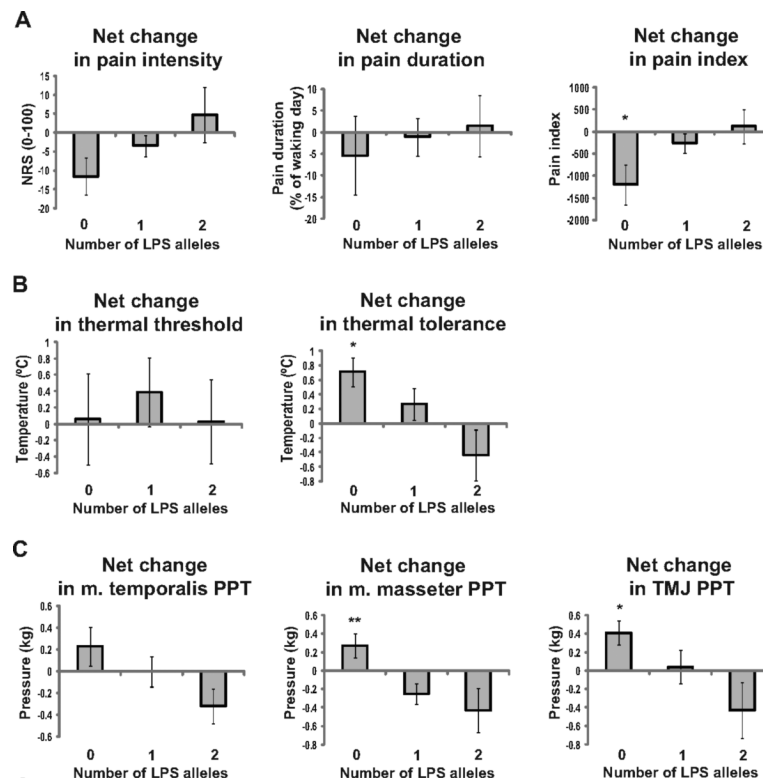 A
Net change
in pain intensity
NRS (0-100)
15
10
5
0
-5
-10
-15
-20
0 1 2
Number of LPS alleles
Net change
in pain duration
Pain duration
(% of waking day)
10
5
0
-5
-10
-15
-20
0 1 2
Number of LPS alleles
Net change
in pain index
Pain index
1000
500
0
-500
-1000
-1500
-2000
*
0 1 2
Number of LPS alleles
B
Net change
in thermal threshold
Temperature (ºC)
1
0.8
0.6
0.4
0.2
0
-0.2
-0.4
-0.6
0 1 2
Number of LPS alleles
Net change
in thermal tolerance
Temperature (ºC)
1
0.8
0.6
0.4
0.2
0
-0.2
-0.4
-0.6
-0.8
*
0 1 2
Number of LPS alleles
C
Net change
in m. temporalis PPT
Pressure (kg)
0.6
0.4
0.2
0
-0.2
-0.4
-0.6
0 1 2
Number of LPS alleles
Net change
in m. masseter PPT
Pressure (kg)
0.6
0.4
0.2
0
-0.2
-0.4
-0.6
-0.8
**
0 1 2
Number of LPS alleles
Net change
in TMJ PPT
Pressure (kg)
0.6
0.4
0.2
0
-0.2
-0.4
-0.6
-0.8
*
0 1 2
Number of LPS alleles